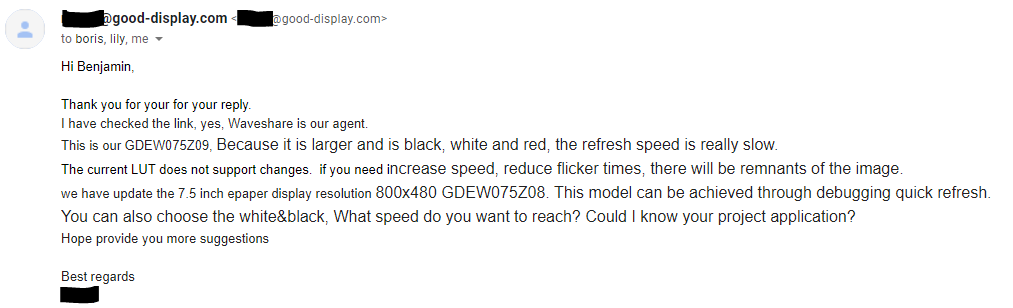 @good-display.com < @good-display.com>
to boris, lily, me
Hi Benjamin,
Thank you for your for your reply.
I have checked the link, yes, Waveshare is our agent.
This is our GDEW075Z09, Because it is larger and is black, white and red, the refresh speed is really slow.
The current LUT does not support changes. if you need increase speed, reduce flicker times, there will be remnants of the image.
we have update the 7.5 inch epaper display resolution 800x480 GDEW075Z08. This model can be achieved through debugging quick refresh.
You can also choose the white&black, What speed do you want to reach? Could I know your project application?
Hope provide you more suggestions
Best regards